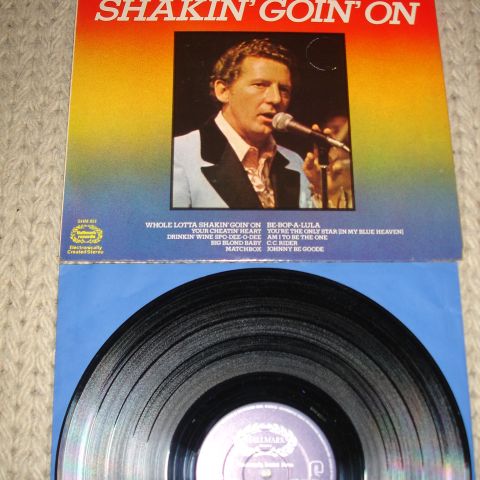 SHAKIN' GOIN' ON
WHOLE LOTTA SHAKIN' GOIN' ON
YOUR CHEATIN' HEART
DRINKIN' WINE SPO-DEE-O-DEE
BIG BLOND BABY
MATCHBOX
BE-BOP-A-LULA
YOU'RE THE ONLY STAR (IN MY BLUE HEAVEN)
AM I TO BE THE ONE
C.C. RIDER
JOHNNY BE GOODE
hallmark
records
Electronically
Created Stereo
HALLMARK